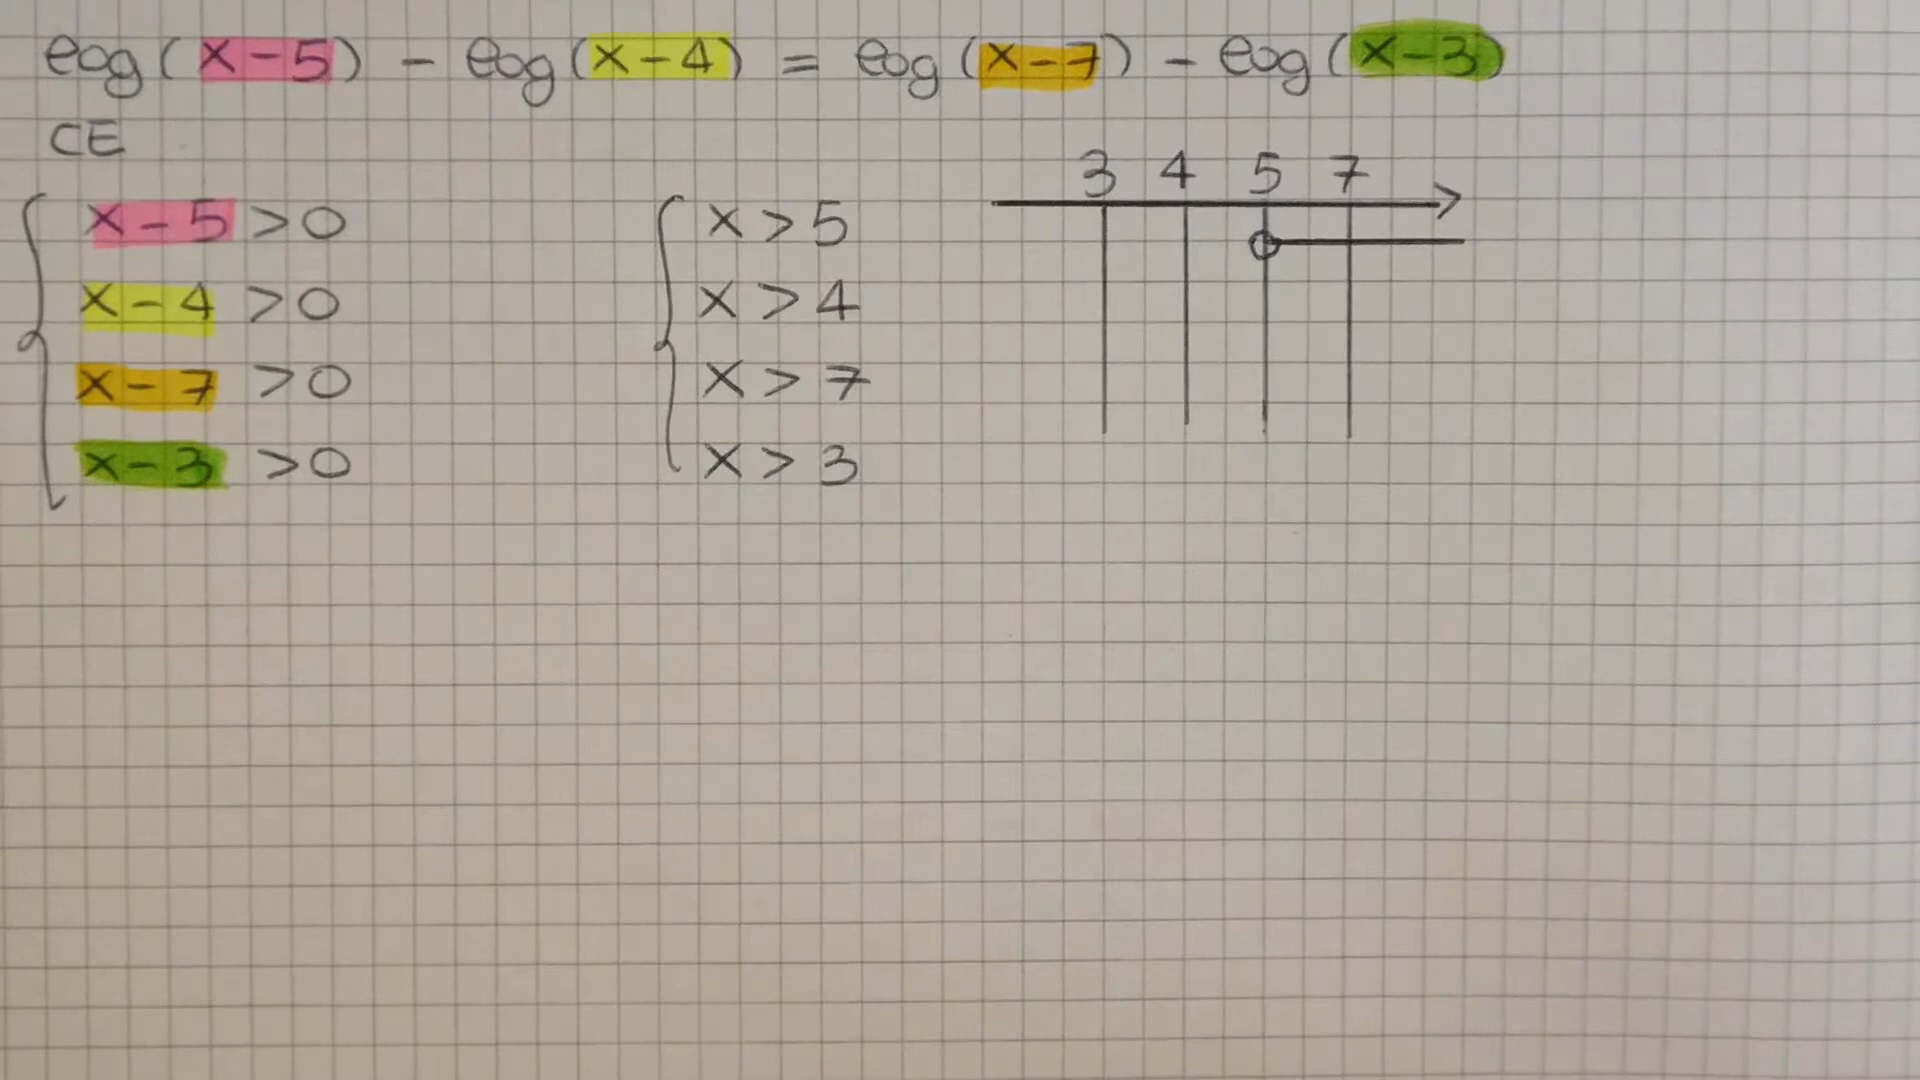 log(x-5) - log(x-4) = log(x-7) - log(x-3)
CE
3 4 5 7
x-5 >0 x>5
x-4 >0 x>4
x-7 >0 x>7
x-3 >0 x>3